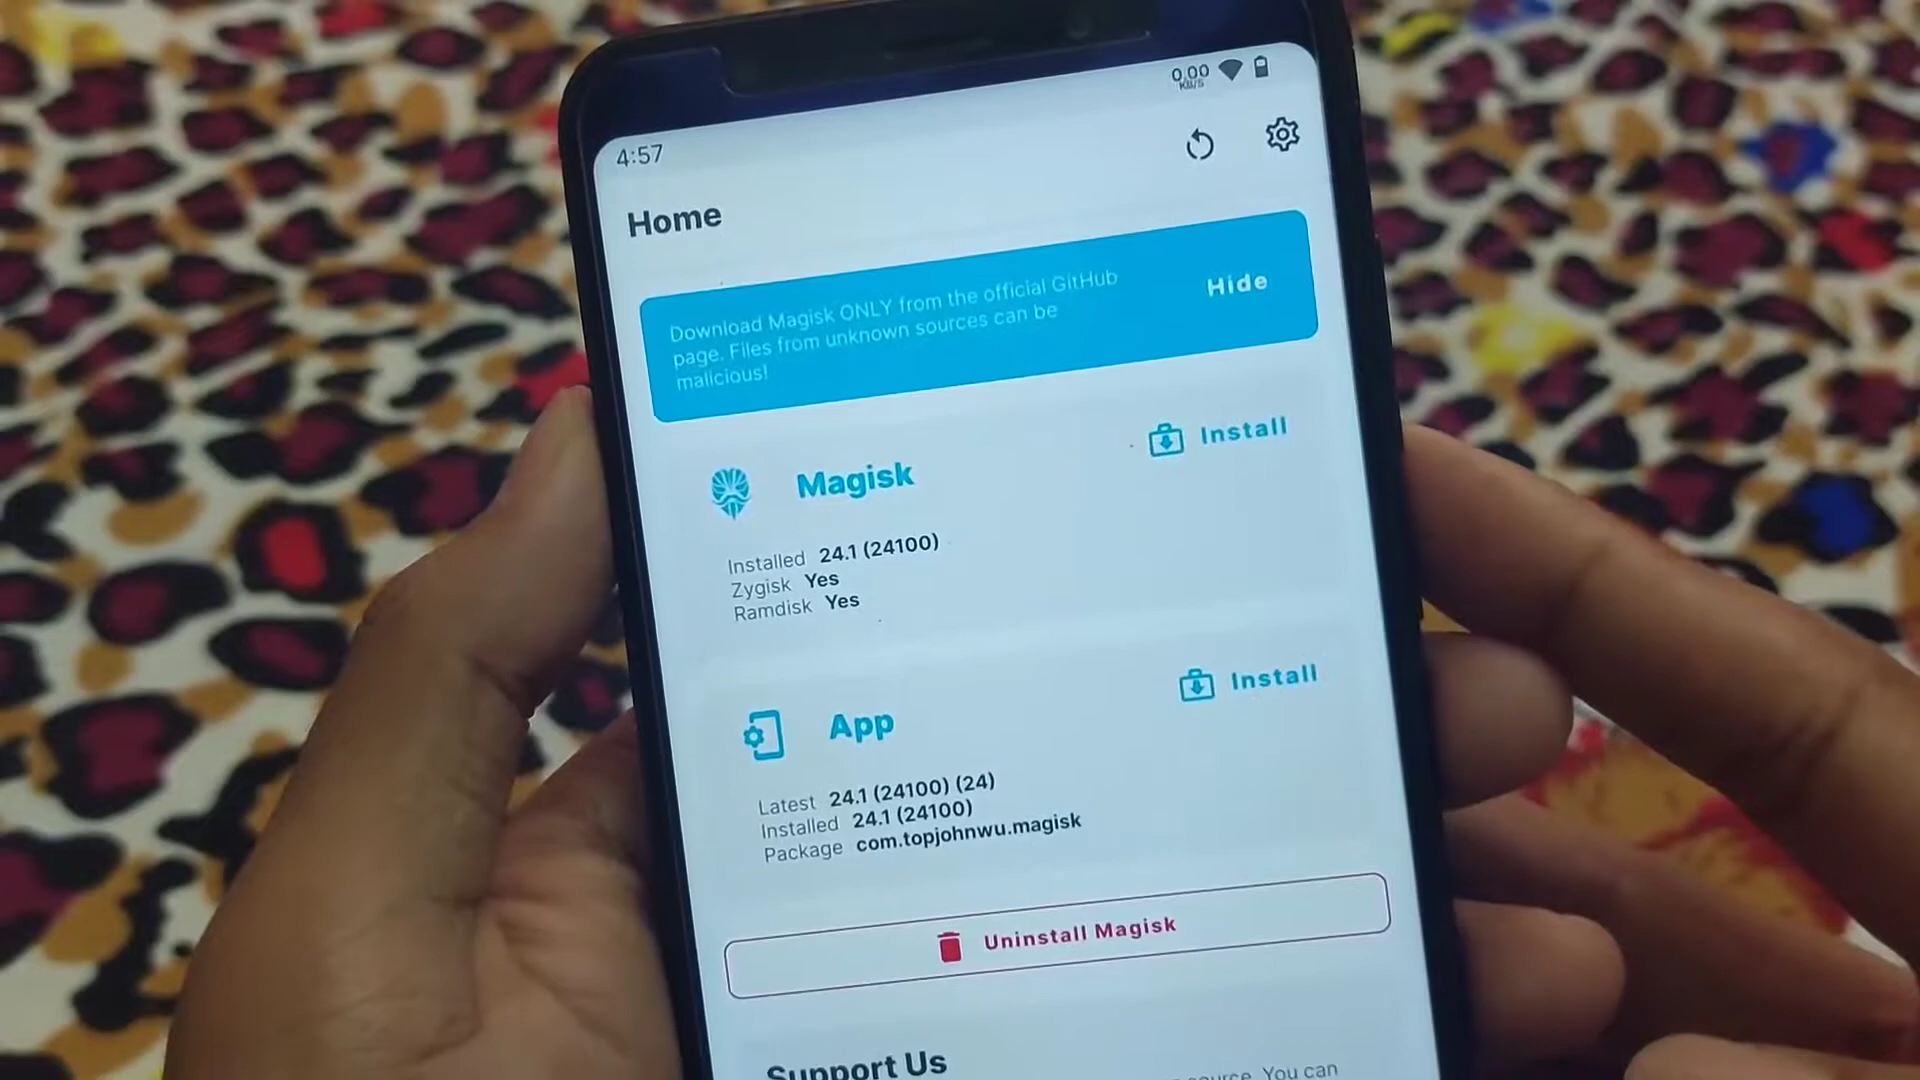 4:57
0.00
KB/S
Home
Download Magisk ONLY from the official GitHub
page. Files from unknown sources can be
malicious!
Hide
Magisk
Install
Installed 24.1 (24100)
Zygisk Yes
Ramdisk Yes
App
Install
Latest 24.1 (24100) (24)
Installed 24.1 (24100)
Package com.topjohnwu.magisk
Uninstall Magisk
Support Us
source. You can